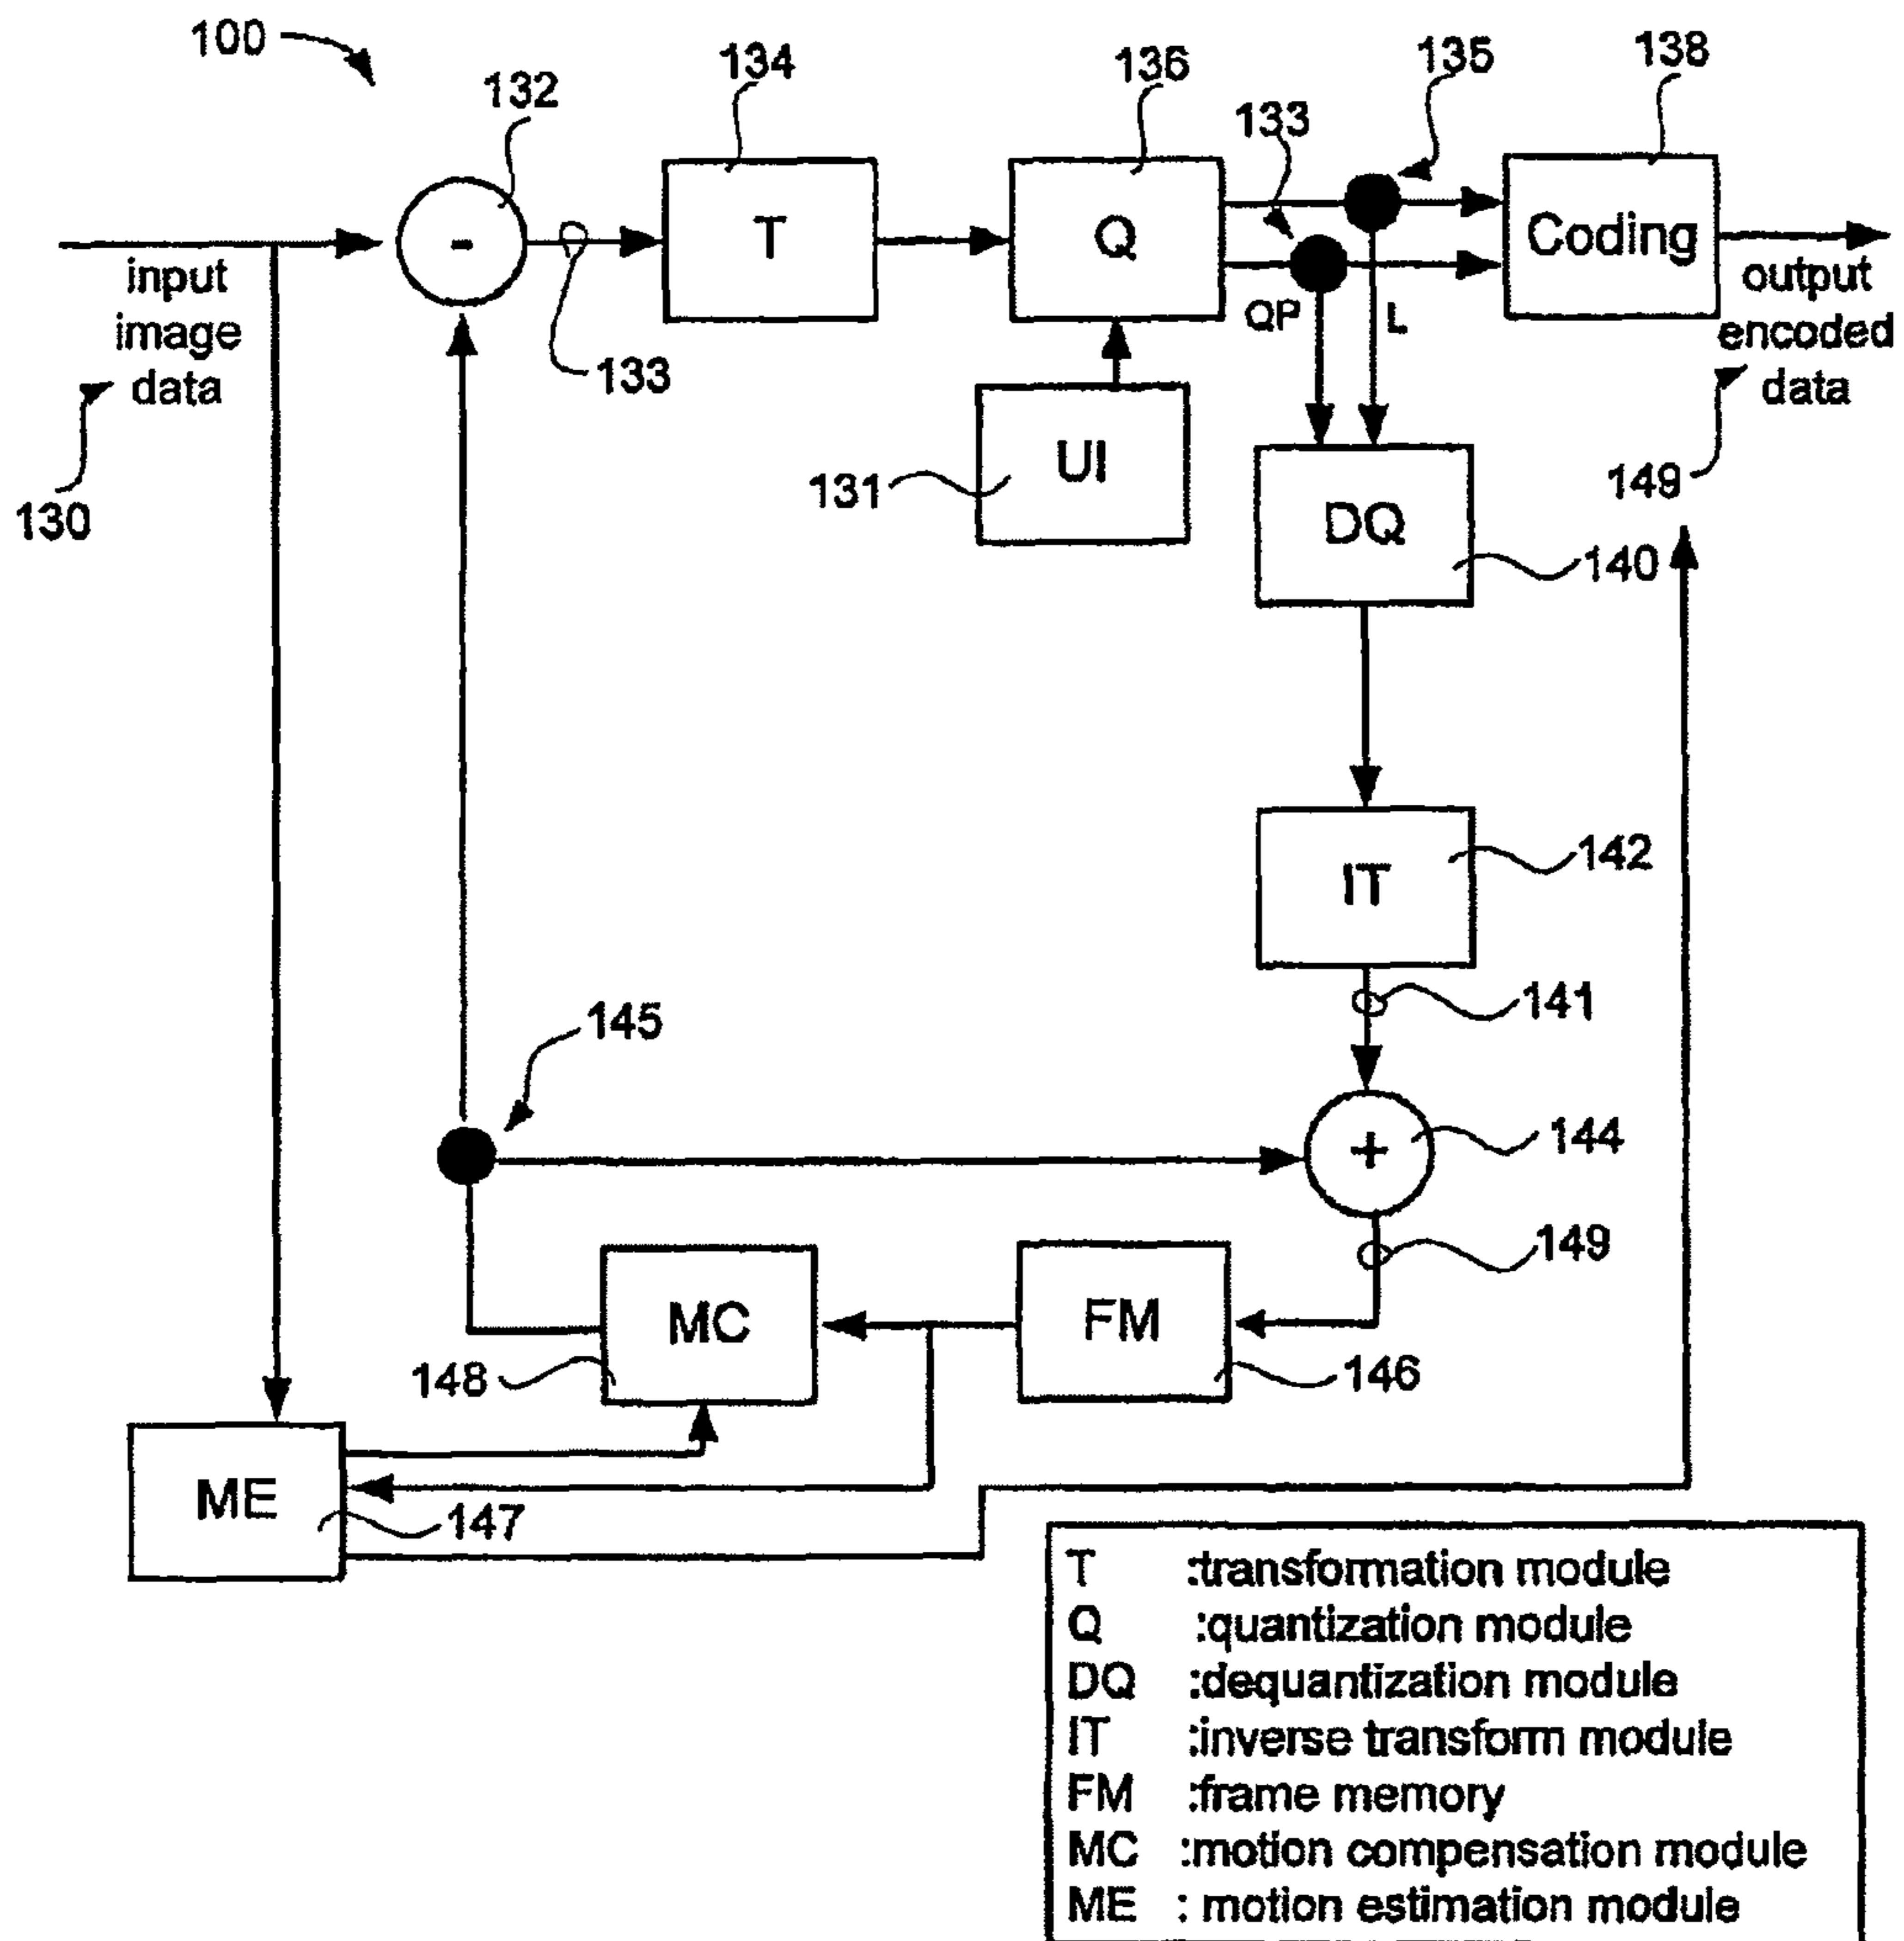 100
132
134
136
133
135
138
T
Q
Coding
-
input
image
data
130
133
QP
L
output
encoded
data
149
131
UI
DQ
140
IT
142
141
145
+
144
149
MC
FM
148
146
ME
147
T :transformation module
Q :quantization module
DQ :dequantization module
IT :inverse transform module
FM :frame memory
MC :motion compensation module
ME : motion estimation module